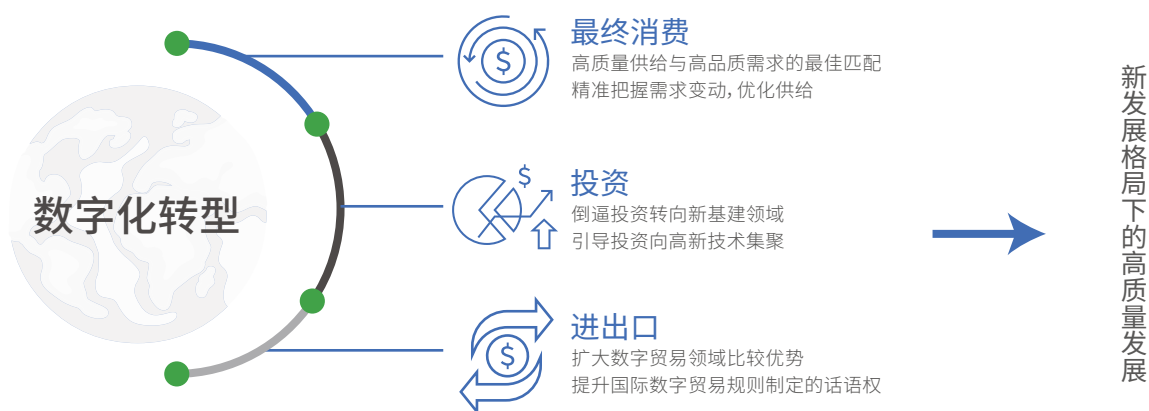 数字化转型
最终消费
高质量供给与高品质需求的最佳匹配
精准把握需求变动，优化供给
投资
倒逼投资转向新基建领域
引导投资向高新技术集聚
进出口
扩大数字贸易领域比较优势
提升国际数字贸易规则制定的话语权
新发展格局下的高质量发展